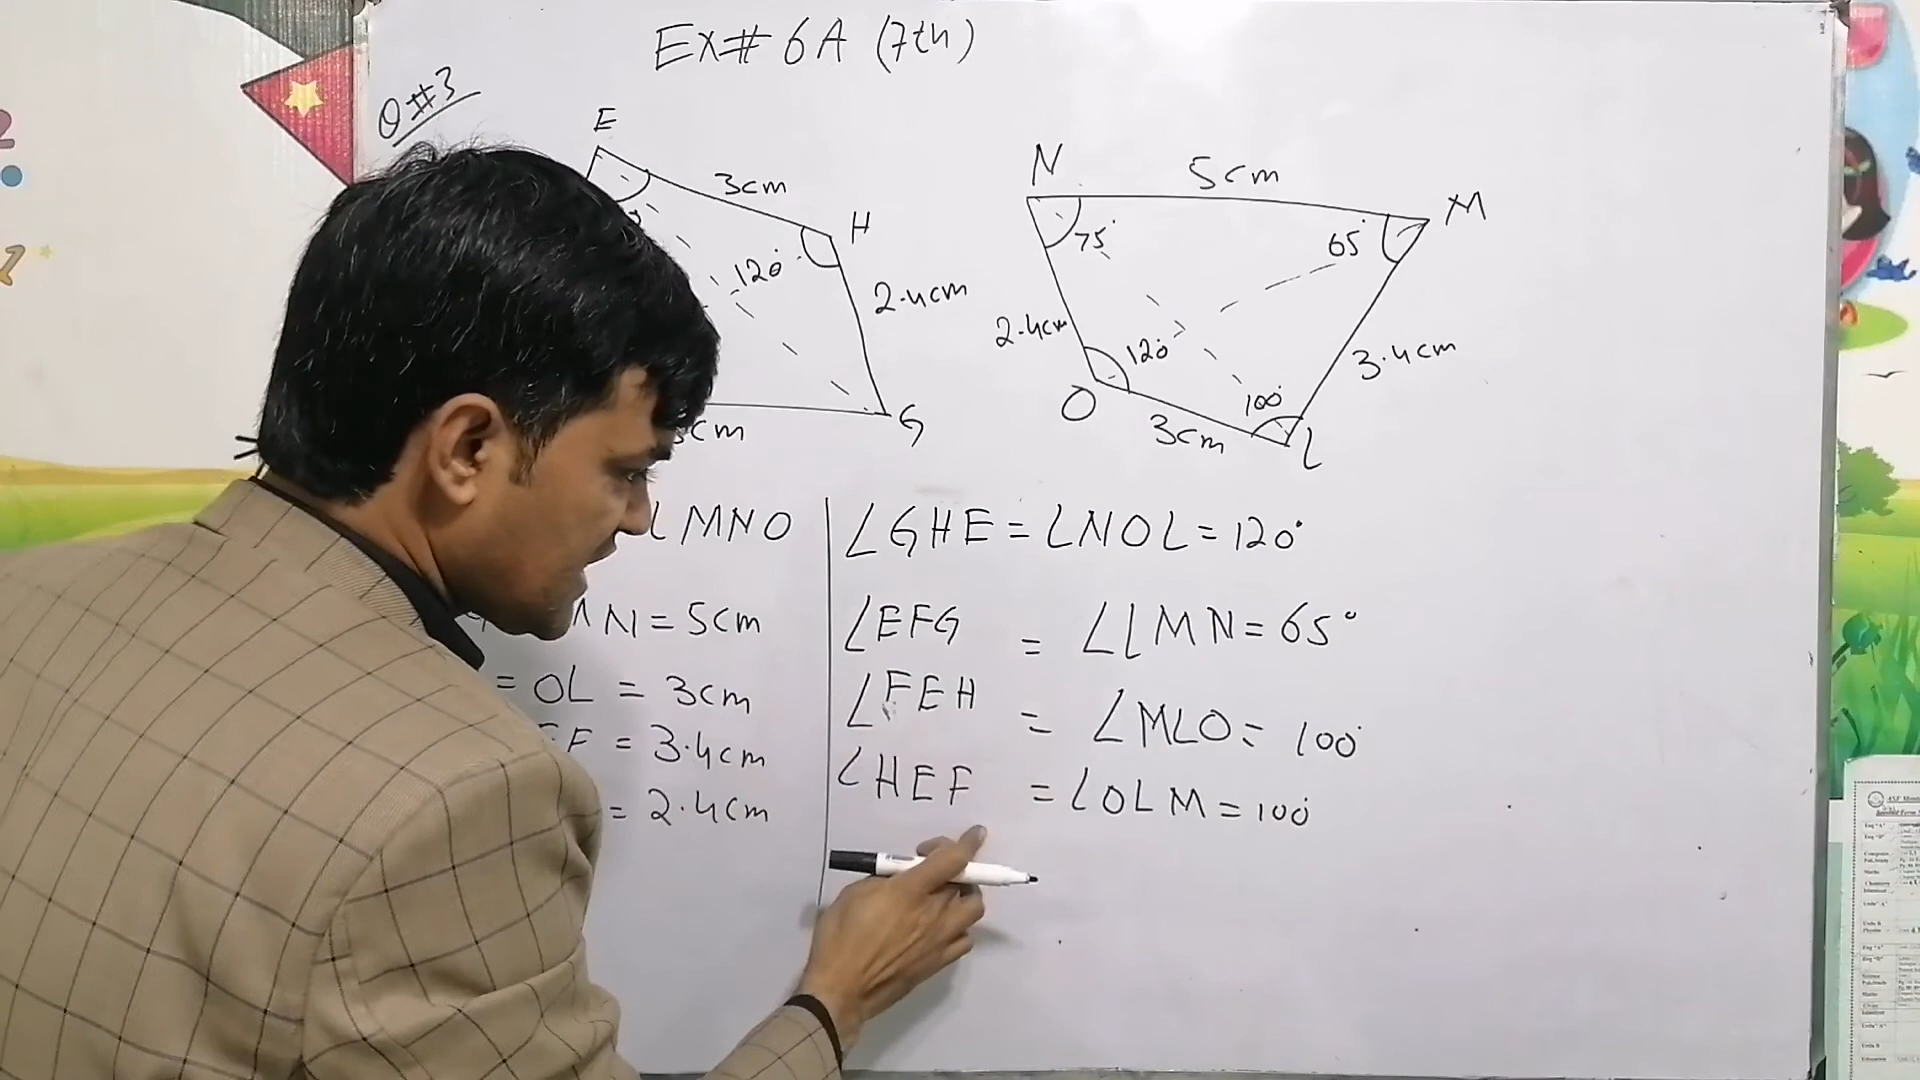 Ex# 6A (7th)
Q#3
E
3cm
H
120°
2.4cm
G
cm
N
5cm
M
75°
65°
2.4cm
120°
3.4cm
O
100°
3cm
L
LMNO
N = 5cm
= OL = 3cm
= 3.4cm
= 2.4cm
∠GHE = ∠NOL = 120°
∠EFG = ∠LMN = 65°
∠FEH = ∠MLO = 100°
∠HEF = ∠OLM = 100°